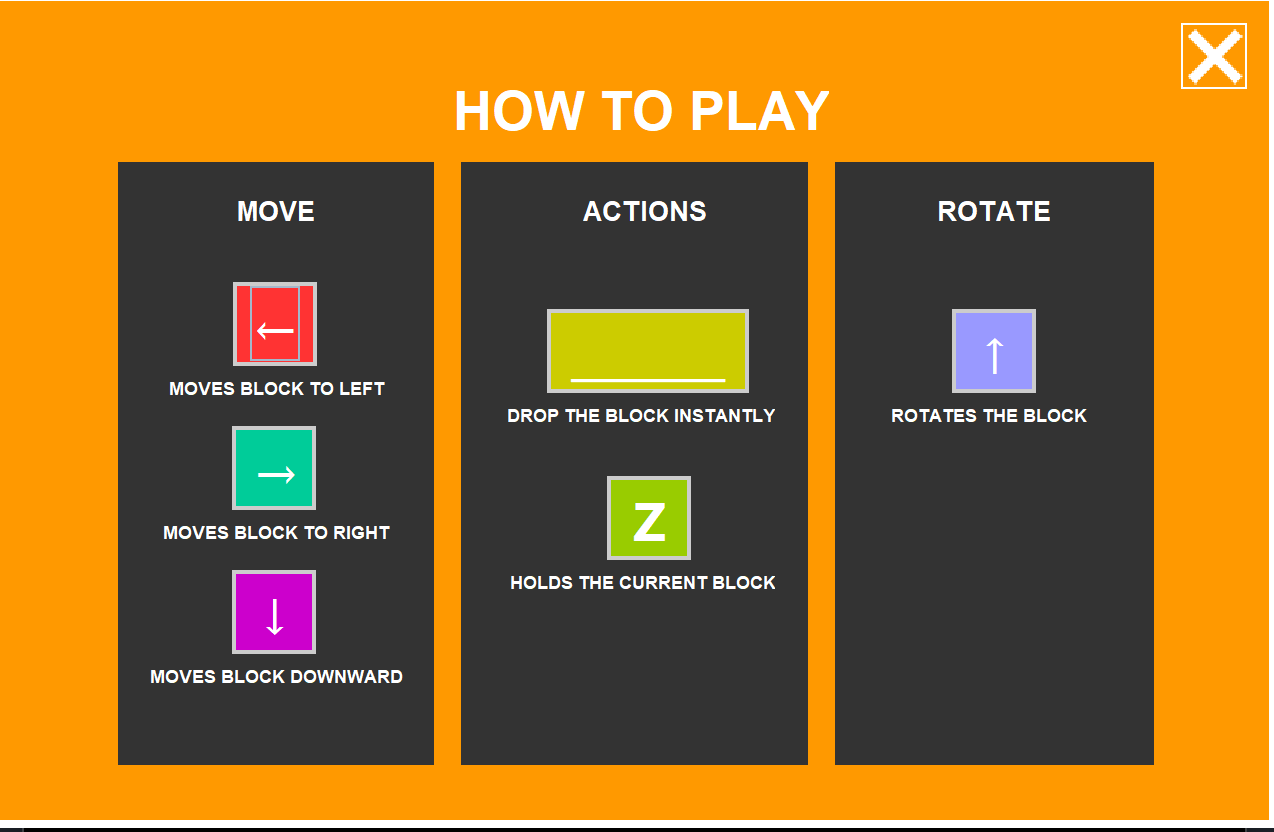 HOW TO PLAY
MOVE
←
MOVES BLOCK TO LEFT
→
MOVES BLOCK TO RIGHT
↓
MOVES BLOCK DOWNWARD
ACTIONS
DROP THE BLOCK INSTANTLY
Z
HOLDS THE CURRENT BLOCK
ROTATE
↑
ROTATES THE BLOCK